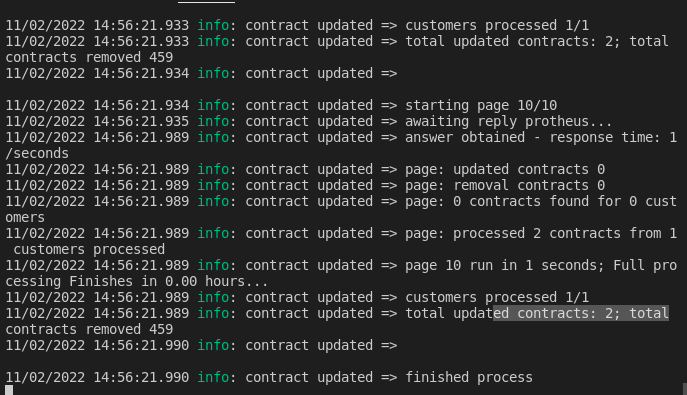 11/02/2022 14:56:21.933 info: contract updated => customers processed 1/1
11/02/2022 14:56:21.933 info: contract updated => total updated contracts: 2; total
contracts removed 459
11/02/2022 14:56:21.934 info: contract updated =>
11/02/2022 14:56:21.934 info: contract updated => starting page 10/10
11/02/2022 14:56:21.935 info: contract updated => awaiting reply protheus...
11/02/2022 14:56:21.989 info: contract updated => answer obtained - response time: 1
/seconds
11/02/2022 14:56:21.989 info: contract updated => page: updated contracts 0
11/02/2022 14:56:21.989 info: contract updated => page: removal contracts 0
11/02/2022 14:56:21.989 info: contract updated => page: 0 contracts found for 0 cust
omers
11/02/2022 14:56:21.989 info: contract updated => page: processed 2 contracts from 1
 customers processed
11/02/2022 14:56:21.989 info: contract updated => page 10 run in 1 seconds; Full pro
cessing Finishes in 0.00 hours...
11/02/2022 14:56:21.989 info: contract updated => customers processed 1/1
11/02/2022 14:56:21.989 info: contract updated => total updated contracts: 2; total
contracts removed 459
11/02/2022 14:56:21.990 info: contract updated =>
11/02/2022 14:56:21.990 info: contract updated => finished process